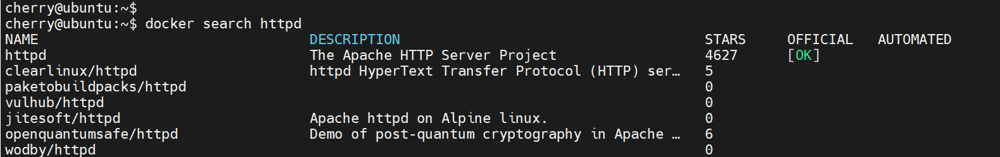 cherry@ubuntu:~$
cherry@ubuntu:~$ docker search httpd
NAME DESCRIPTION STARS OFFICIAL AUTOMATED
httpd The Apache HTTP Server Project 4627 [OK]
clearlinux/httpd httpd HyperText Transfer Protocol (HTTP) ser… 5
paketobuildpacks/httpd 0
vulhub/httpd 0
jitesoft/httpd Apache httpd on Alpine linux. 0
openquantumsafe/httpd Demo of post-quantum cryptography in Apache … 6
wodby/httpd 0